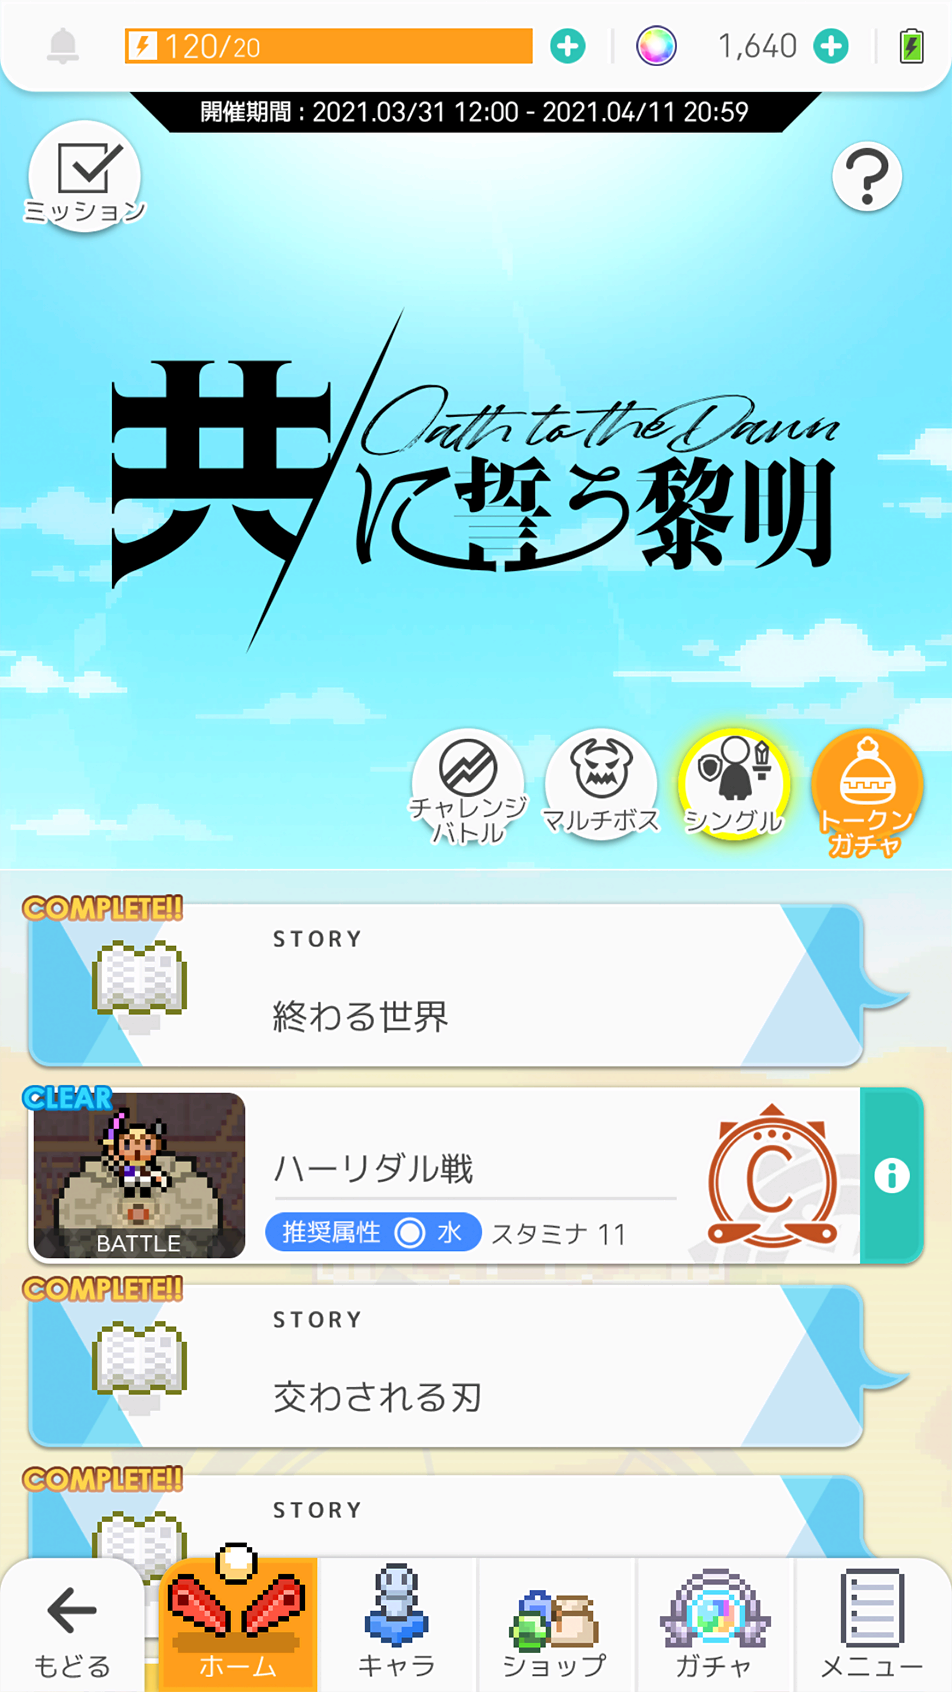 120/20
1,640
開催期間 : 2021.03/31 12:00 - 2021.04/11 20:59
ミッション
?
共に誓う黎明
Oath to the Dawn
チャレンジ
バトル
マルチボス
シングル
トークン
ガチャ
COMPLETE!!
STORY
終わる世界
CLEAR
BATTLE
ハーリダル戦
推奨属性 水 スタミナ 11
C
COMPLETE!!
STORY
交わされる刃
COMPLETE!!
STORY
もどる
ホーム
キャラ
ショップ
ガチャ
メニュー